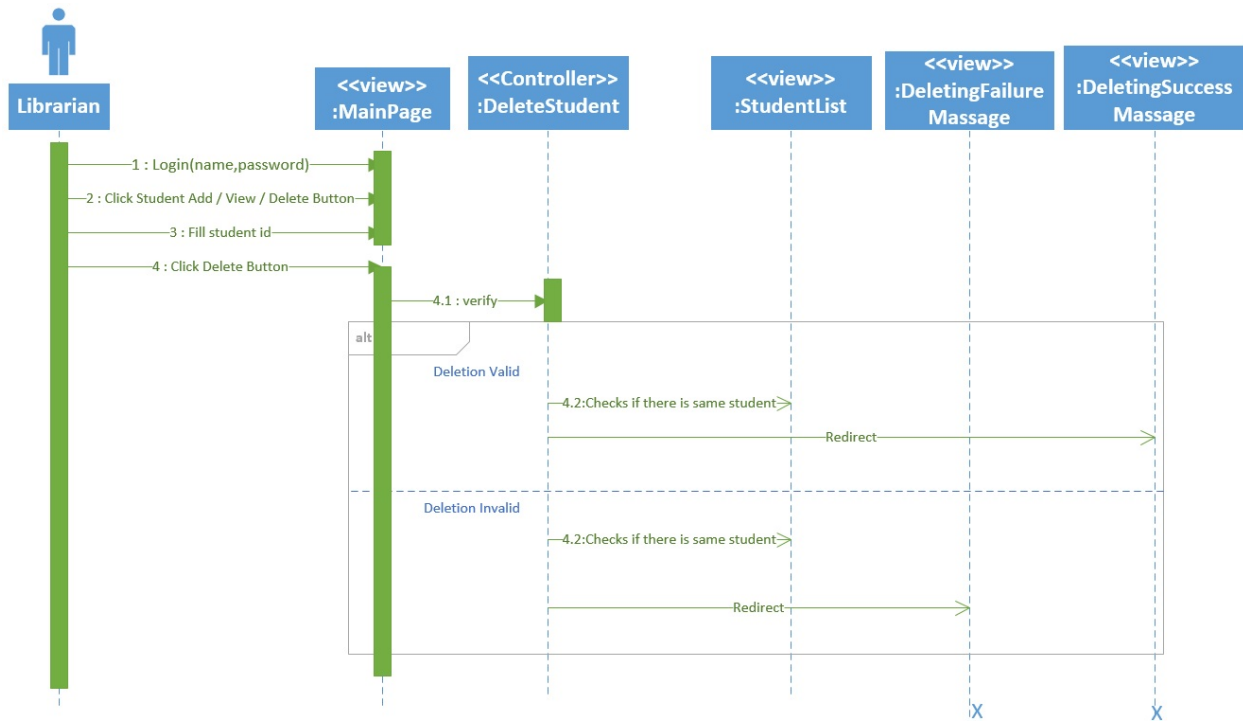 Librarian
<<view>>
:MainPage
<<Controller>>
:DeleteStudent
<<view>>
:StudentList
<<view>>
:DeletingFailure
Massage
<<view>>
:DeletingSuccess
Massage
1 : Login(name,password)
2 : Click Student Add / View / Delete Button
3 : Fill student id
4 : Click Delete Button
4.1 : verify
alt
Deletion Valid
4.2:Checks if there is same student
Redirect
Deletion Invalid
4.2:Checks if there is same student
Redirect
X
X